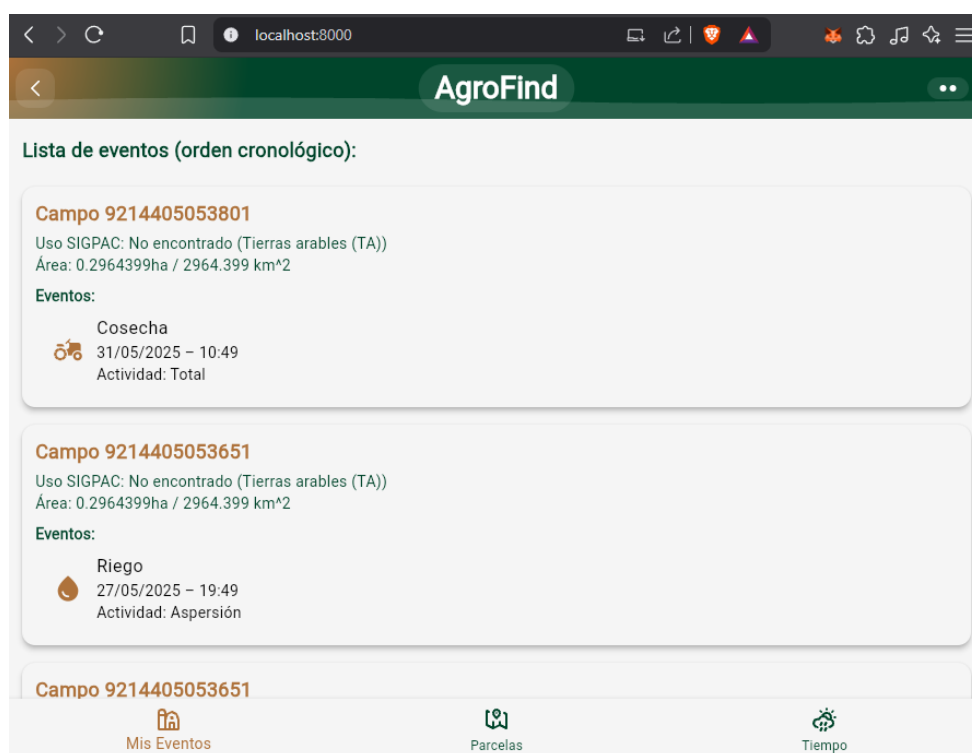 localhost:8000
AgroFind
Lista de eventos (orden cronológico):
Campo 9214405053801
Uso SIGPAC: No encontrado (Tierras arables (TA))
Área: 0.2964399ha / 2964.399 km^2
Eventos:
Cosecha
31/05/2025 – 10:49
Actividad: Total
Campo 9214405053651
Uso SIGPAC: No encontrado (Tierras arables (TA))
Área: 0.2964399ha / 2964.399 km^2
Eventos:
Riego
27/05/2025 – 19:49
Actividad: Aspersión
Campo 9214405053651
Mis Eventos
Parcelas
Tiempo